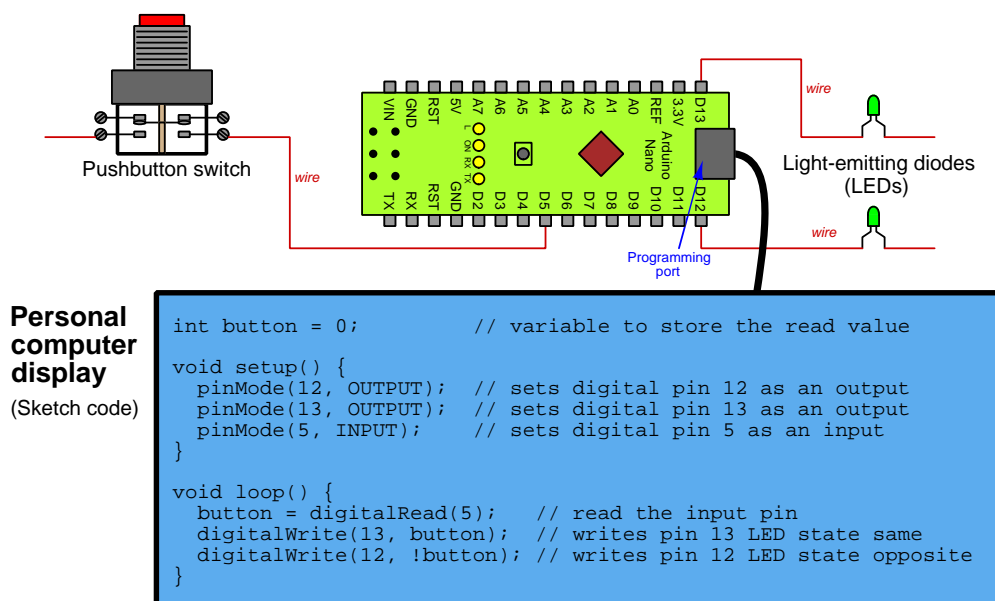 Pushbutton switch
wire
VIN
GND
RST
5V
A7
A6
A5
A4
A3
A2
A1
A0
REF
3.3V
D13
L
ON
RX
TX
Arduino
Nano
TX
RX
RST
GND
D2
D3
D4
D5
D6
D7
D8
D9
D10
D11
D12
wire
Light-emitting diodes
(LEDs)
wire
Programming
port
Personal
computer
display
(Sketch code)
int button = 0;          // variable to store the read value
void setup() {
  pinMode(12, OUTPUT);  // sets digital pin 12 as an output
  pinMode(13, OUTPUT);  // sets digital pin 13 as an output
  pinMode(5, INPUT);    // sets digital pin 5 as an input
}
void loop() {
  button = digitalRead(5);   // read the input pin
  digitalWrite(13, button);  // writes pin 13 LED state same
  digitalWrite(12, !button); // writes pin 12 LED state opposite
}